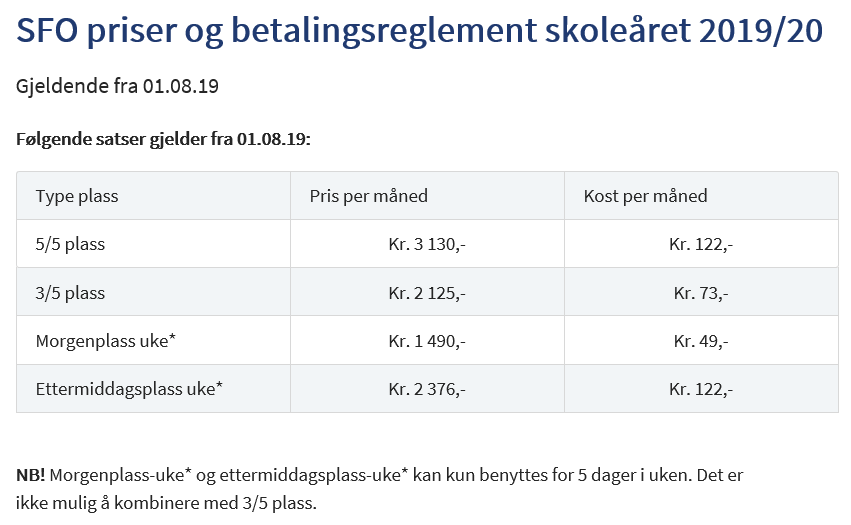 SFO priser og betalingsreglement skoleåret 2019/20
Gjeldende fra 01.08.19
Følgende satser gjelder fra 01.08.19:
Type plass Pris per måned Kost per måned
5/5 plass Kr. 3 130,- Kr. 122,-
3/5 plass Kr. 2 125,- Kr. 73,-
Morgenplass uke* Kr. 1 490,- Kr. 49,-
Ettermiddagsplass uke* Kr. 2 376,- Kr. 122,-
NB! Morgenplass-uke* og ettermiddagsplass-uke* kan kun benyttes for 5 dager i uken. Det er
ikke mulig å kombinere med 3/5 plass.